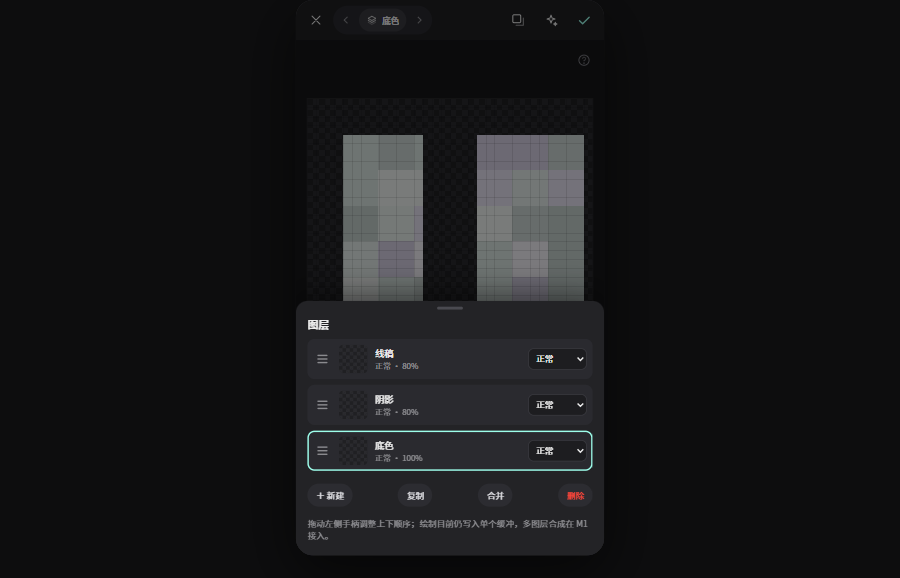 底色
图层
线稿
正常 · 80%
正常
阴影
正常 · 80%
正常
底色
正常 · 100%
正常
+ 新建
复制
合并
删除
拖动左侧手柄调整上下顺序；绘制目前仍写入单个缓冲，多图层合成在 M1
接入。